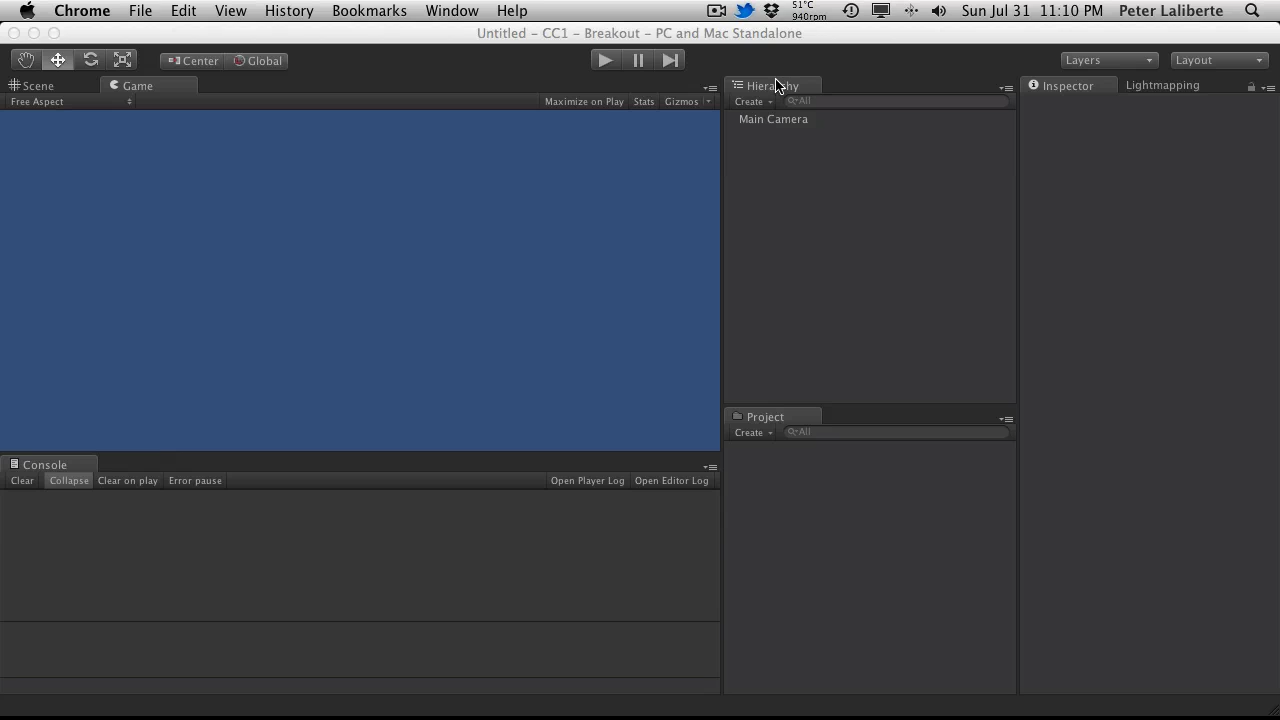 Chrome File Edit View History Bookmarks Window Help 51°C 940rpm Sun Jul 31 11:10 PM Peter Laliberte
Untitled – CC1 – Breakout – PC and Mac Standalone
Center Global Layers Layout
Scene Game Hierarchy Inspector Lightmapping
Free Aspect Maximize on Play Stats Gizmos Create All
Main Camera
Project
Create All
Console
Clear Collapse Clear on play Error pause Open Player Log Open Editor Log